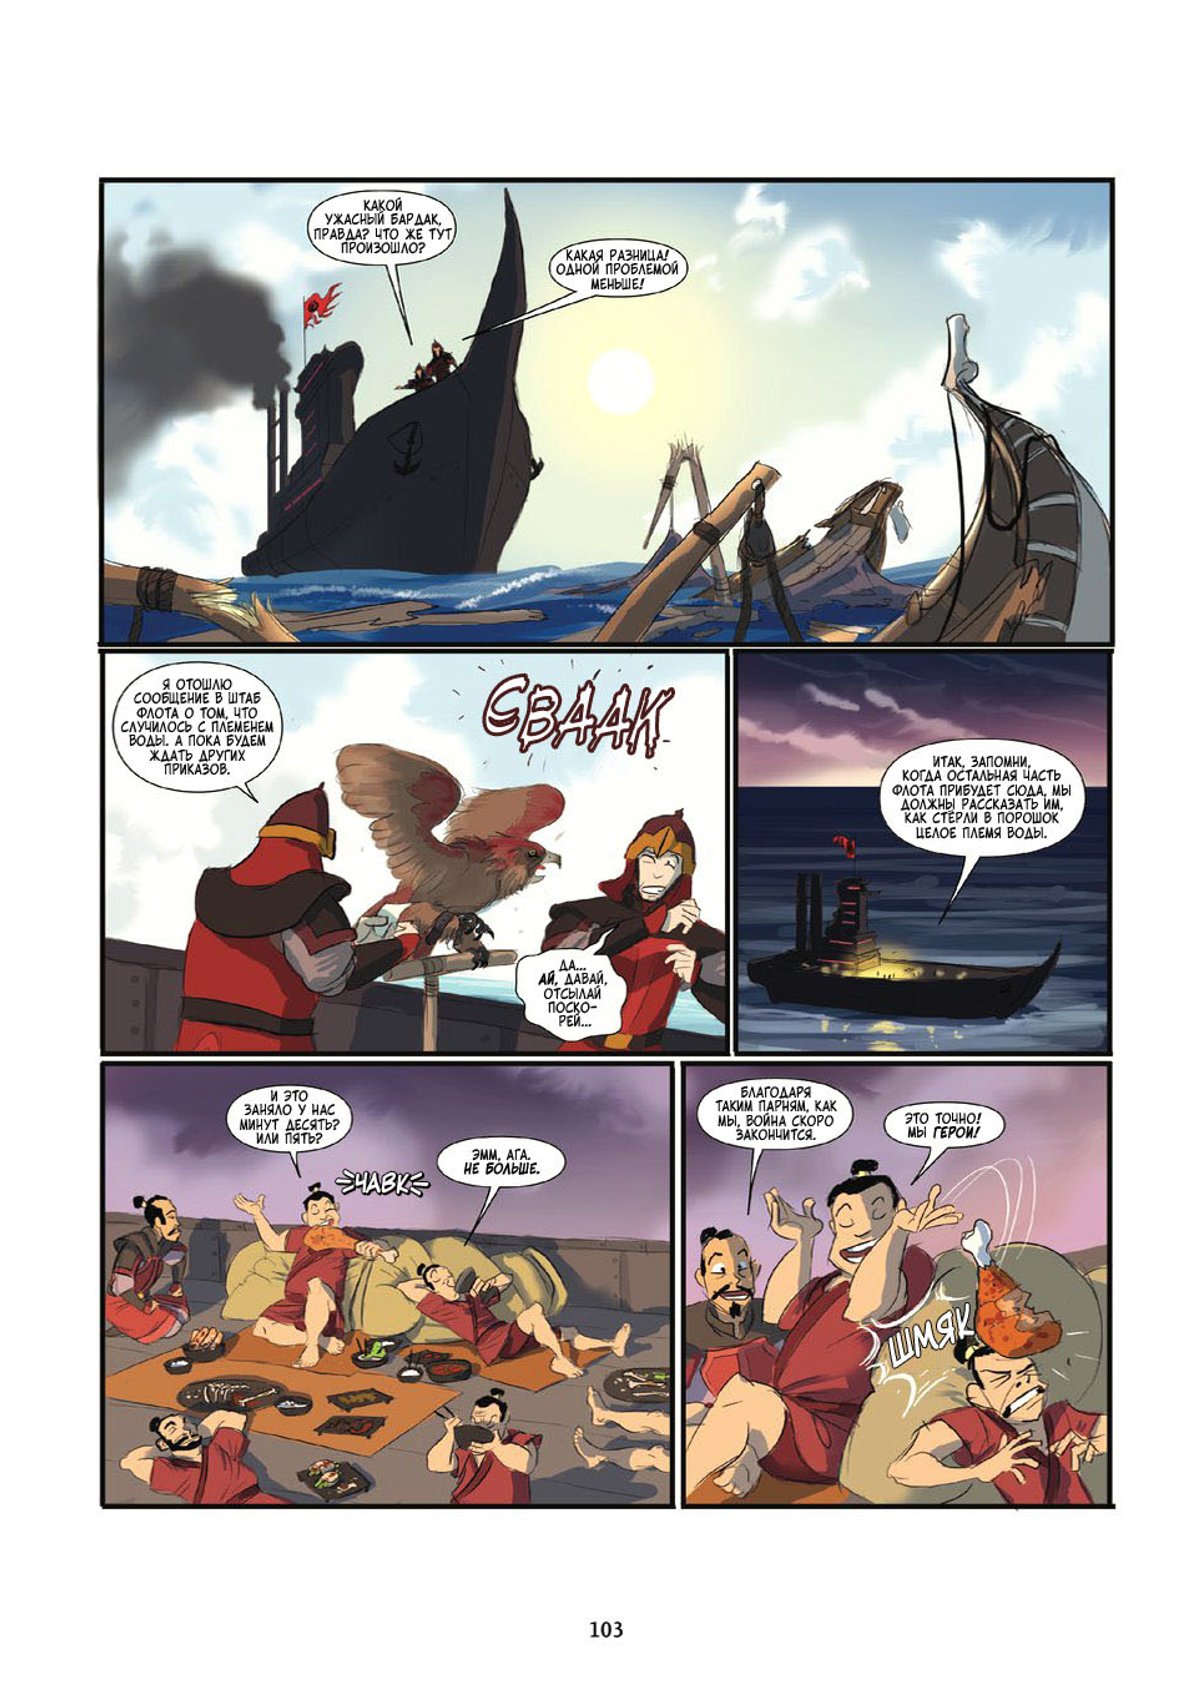 КАКОЙ
УЖАСНЫЙ БАРДАК,
ПРАВДА? ЧТО ЖЕ ТУТ
ПРОИЗОШЛО?
КАКАЯ РАЗНИЦА!
ОДНОЙ ПРОБЛЕМОЙ
МЕНЬШЕ!
Я ОТОШЛЮ
СООБЩЕНИЕ В ШТАБ
ФЛОТА О ТОМ, ЧТО
СЛУЧИЛОСЬ С ПЛЕМЕНЕМ
ВОДЫ. А ПОКА БУДЕМ
ЖДАТЬ ДРУГИХ
ПРИКАЗОВ.
СВААК
ДА...
АЙ, ДАВАЙ,
ОТСЫЛАЙ
ПОСКО-
РЕЙ...
ИТАК, ЗАПОМНИ,
КОГДА ОСТАЛЬНАЯ ЧАСТЬ
ФЛОТА ПРИБУДЕТ СЮДА, МЫ
ДОЛЖНЫ РАССКАЗАТЬ ИМ,
КАК СТЁРЛИ В ПОРОШОК
ЦЕЛОЕ ПЛЕМЯ ВОДЫ.
И ЭТО
ЗАНЯЛО У НАС
МИНУТ ДЕСЯТЬ?
ИЛИ ПЯТЬ?
ЧАВК
ЭММ, АГА.
НЕ БОЛЬШЕ.
БЛАГОДАРЯ
ТАКИМ ПАРНЯМ, КАК
МЫ, ВОЙНА СКОРО
ЗАКОНЧИТСЯ.
ЭТО ТОЧНО!
МЫ ГЕРОИ!
ШМЯК
103